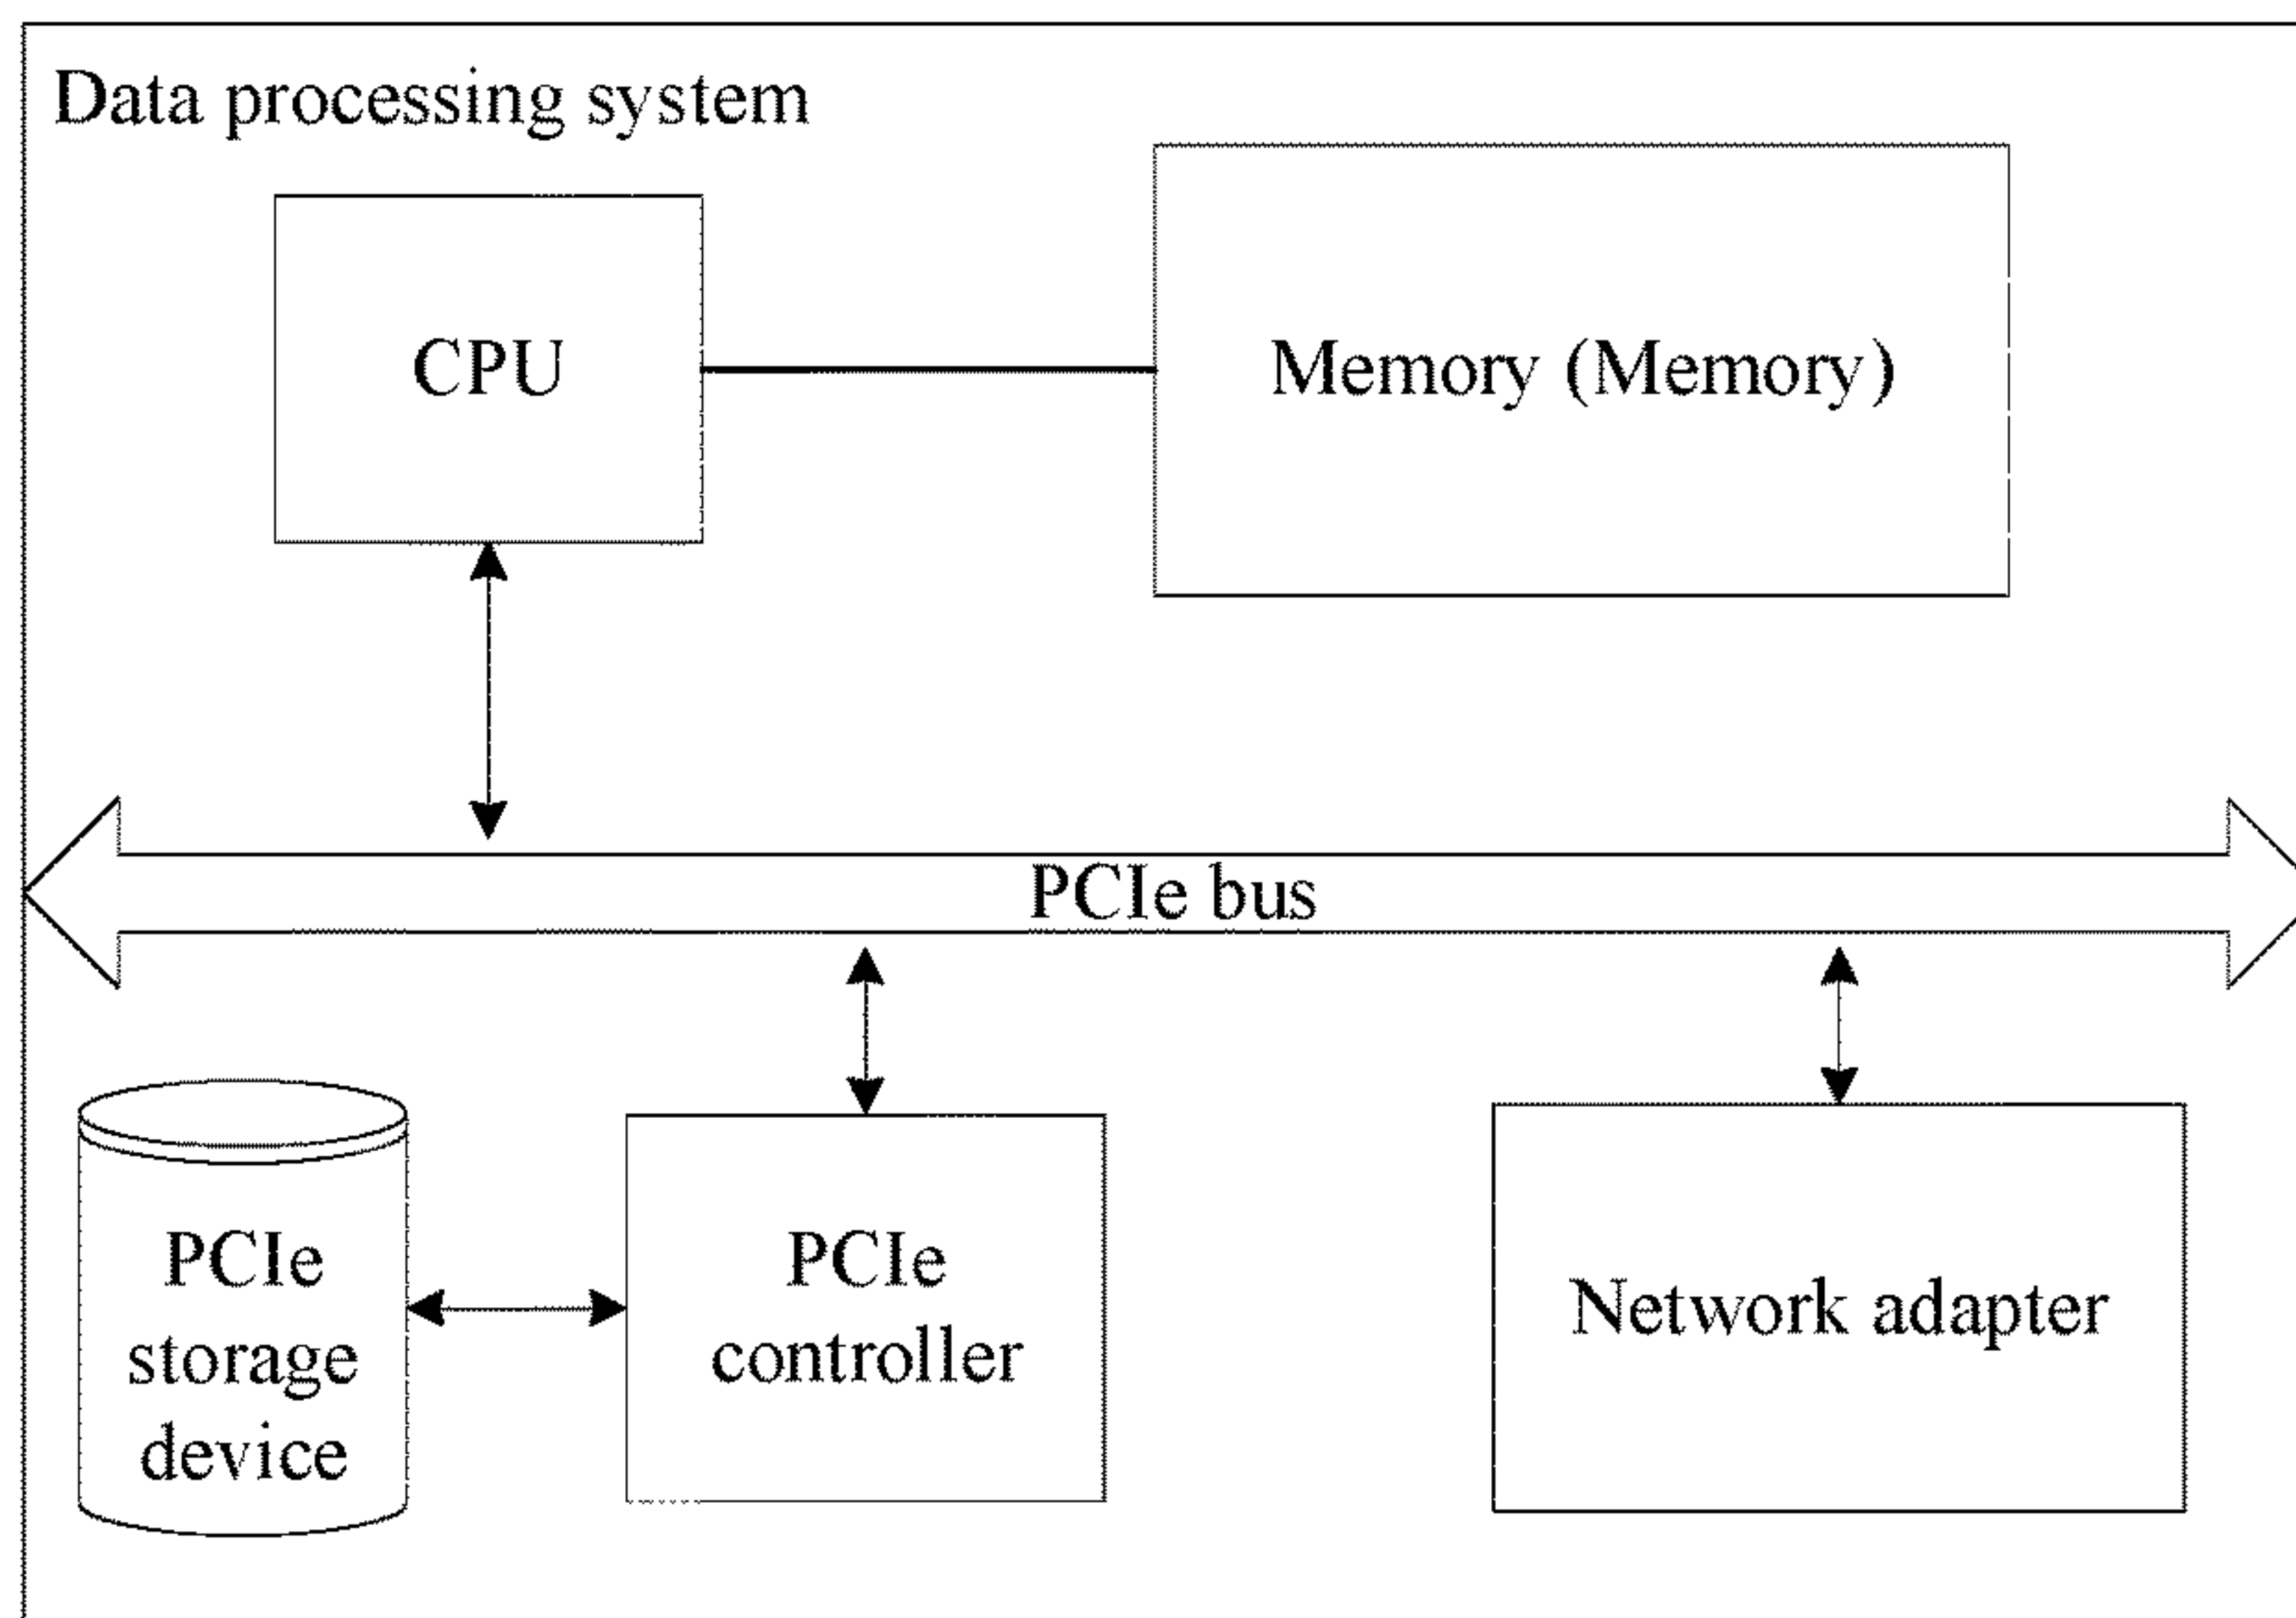 Data processing system
CPU
Memory (Memory)
PCIe bus
PCIe
storage
device
PCIe
controller
Network adapter